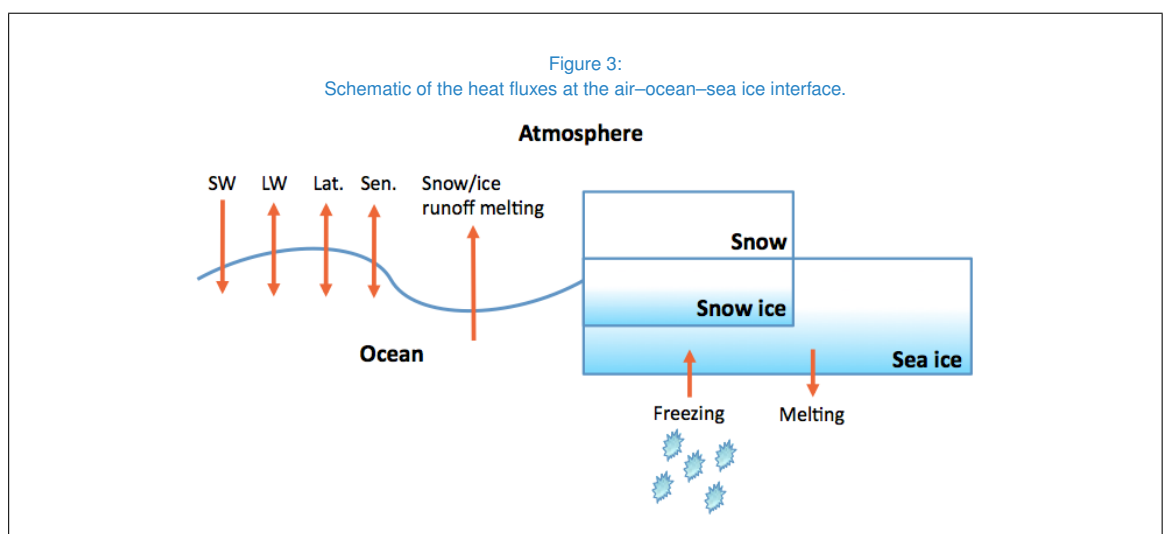 Figure 3:
Schematic of the heat fluxes at the air–ocean–sea ice interface.
Atmosphere
SW
LW
Lat.
Sen.
Snow/ice
runoff melting
Snow
Snow ice
Ocean
Sea ice
Freezing
Melting